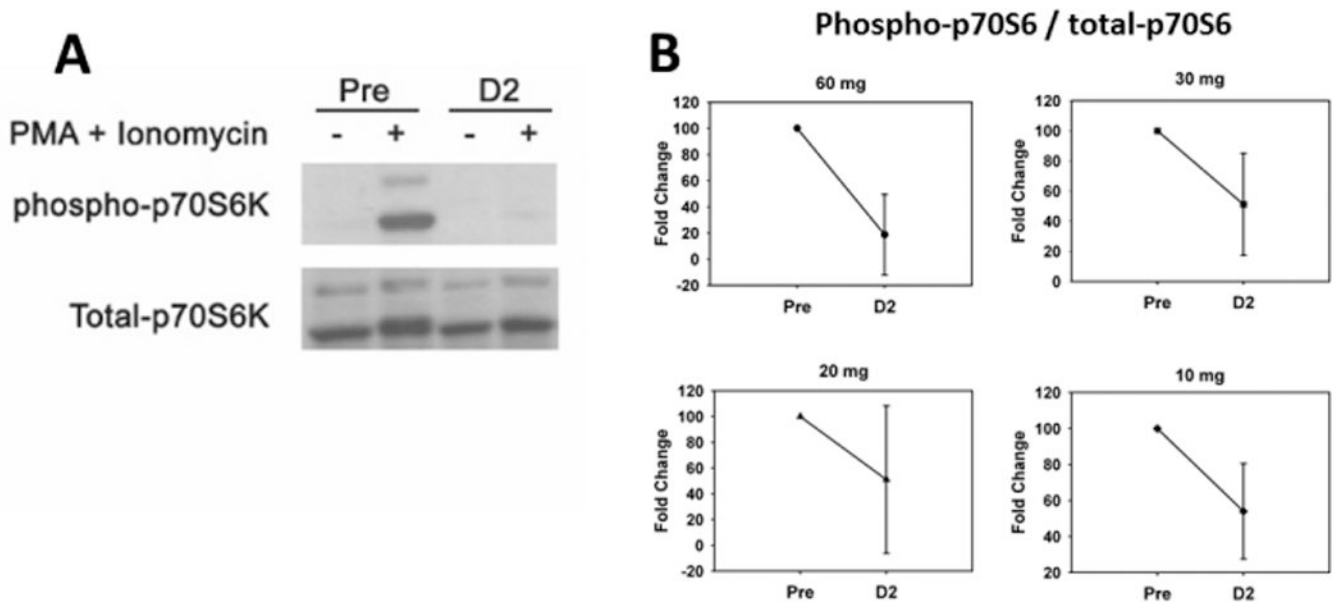 A
Pre D2
PMA + Ionomycin - + - +
phospho-p70S6K
Total-p70S6K
B
Phospho-p70S6 / total-p70S6
60 mg
Fold Change
120
100
80
60
40
20
0
-20
Pre D2
30 mg
Fold Change
120
100
80
60
40
20
0
Pre D2
20 mg
Fold Change
120
100
80
60
40
20
0
-20
Pre D2
10 mg
Fold Change
120
100
80
60
40
20
Pre D2